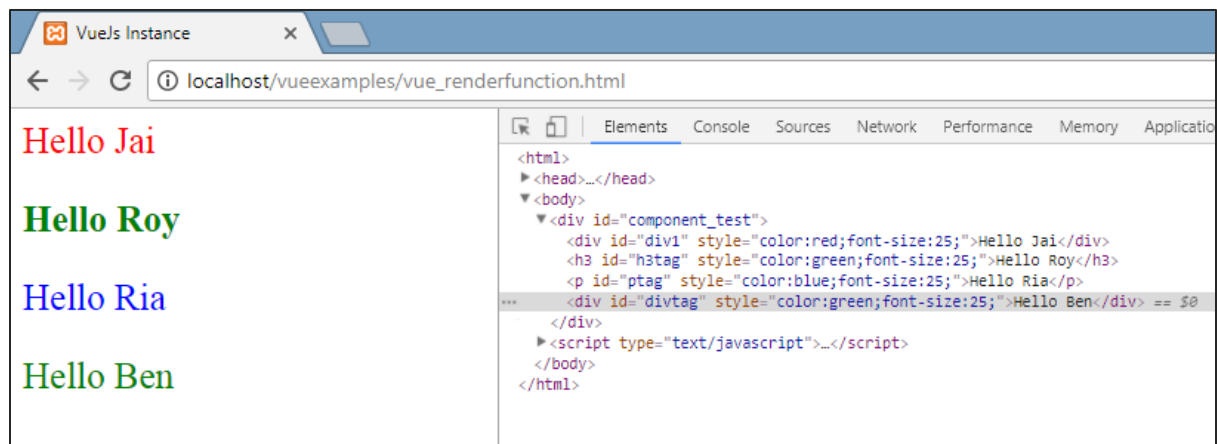 VueJs Instance
localhost/vueexamples/vue_renderfunction.html
Hello Jai
Hello Roy
Hello Ria
Hello Ben
Elements Console Sources Network Performance Memory Applicatio
<html>
<head>…</head>
<body>
<div id="component_test">
<div id="div1" style="color:red;font-size:25;">Hello Jai</div>
<h3 id="h3tag" style="color:green;font-size:25;">Hello Roy</h3>
<p id="ptag" style="color:blue;font-size:25;">Hello Ria</p>
... <div id="divtag" style="color:green;font-size:25;">Hello Ben</div> == $0
</div>
<script type="text/javascript">…</script>
</body>
</html>